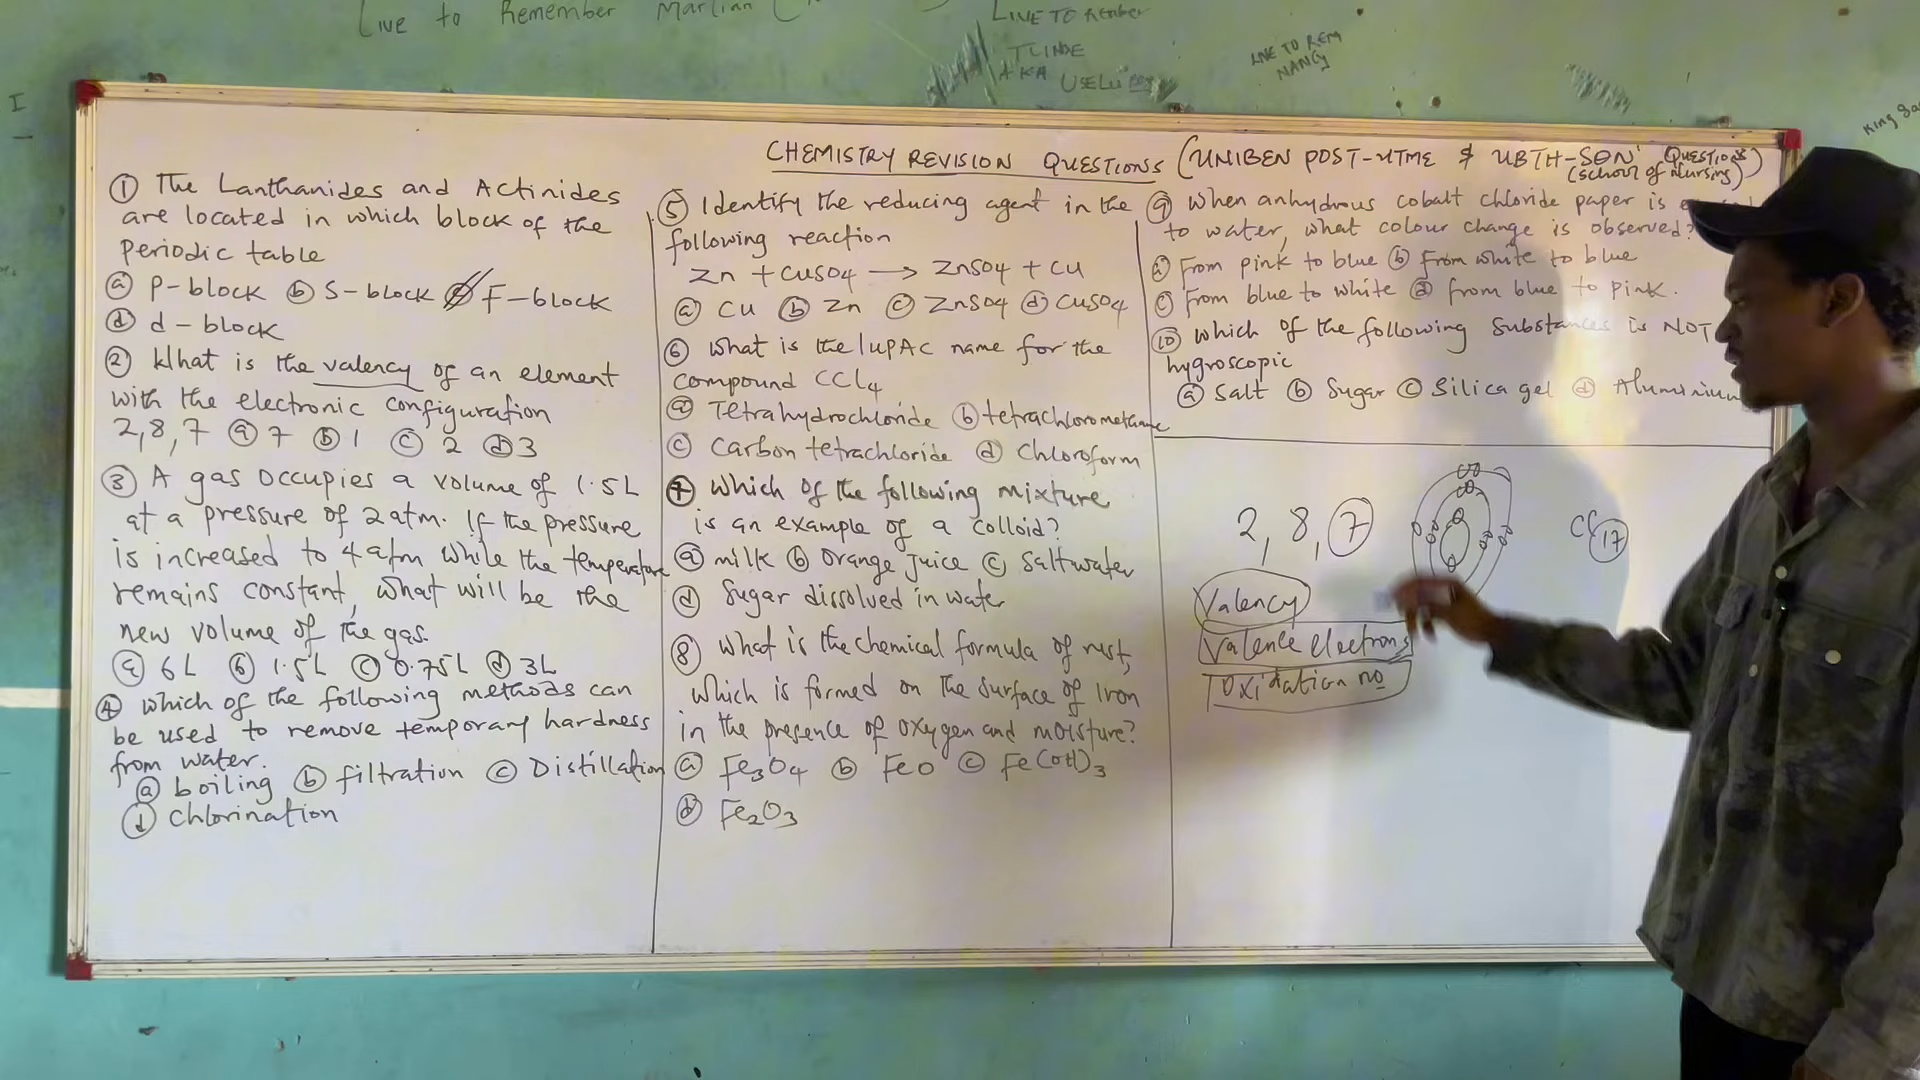 Live to Remember Martian
LIVE TO Remember
TLINDE
AKA USELU
LIVE TO REM
NANCY
King
I
CHEMISTRY REVISION QUESTIONS (UNIBEN POST-UTME & UBTH-SON QUESTIONS)
(School of Nursing)
① The Lanthanides and Actinides
are located in which block of the
Periodic table
ⓐ P-block ⓑ S-block ⓒ F-block
ⓓ d-block
② What is the valency of an element
with the electronic configuration
2,8,7 ⓐ 7 ⓑ 1 ⓒ 2 ⓓ 3
③ A gas occupies a volume of 1.5L
at a pressure of 2atm. If the pressure
is increased to 4atm while the temperature
remains constant, what will be the
new volume of the gas.
ⓐ 6L ⓑ 1.5L ⓒ 0.75L ⓓ 3L
④ Which of the following methods can
be used to remove temporary hardness
from water.
ⓐ boiling ⓑ filtration ⓒ Distillation
ⓓ Chlorination
⑤ Identify the reducing agent in the
following reaction
Zn + CuSO4 → ZnSO4 + Cu
ⓐ Cu ⓑ Zn ⓒ ZnSO4 ⓓ CuSO4
⑥ What is the IUPAC name for the
Compound CCl4
ⓐ Tetrahydrochloride ⓑ tetrachloromethane
ⓒ Carbon tetrachloride ⓓ Chloroform
⑦ Which of the following mixture
is an example of a colloid?
ⓐ milk ⓑ Orange juice ⓒ Saltwater
ⓓ Sugar dissolved in water
⑧ What is the chemical formula of rust,
which is formed on the surface of Iron
in the presence of oxygen and moisture?
ⓐ Fe3O4 ⓑ FeO ⓒ Fe(OH)3
ⓓ Fe2O3
⑨ When anhydrous cobalt chloride paper is
to water, what colour change is observed?
ⓐ From pink to blue ⓑ From white to blue
ⓒ From blue to white ⓓ from blue to pink.
⑩ Which of the following Substances is NOT
hygroscopic
ⓐ Salt ⓑ Sugar ⓒ Silica gel ⓓ Aluminium
2, 8, 7
Cl 17
Valency
Valence electrons
Oxidation no